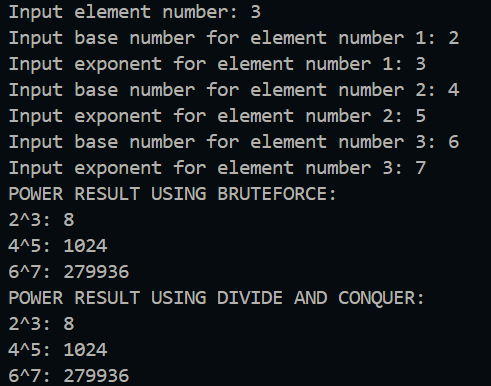 Input element number: 3
Input base number for element number 1: 2
Input exponent for element number 1: 3
Input base number for element number 2: 4
Input exponent for element number 2: 5
Input base number for element number 3: 6
Input exponent for element number 3: 7
POWER RESULT USING BRUTEFORCE:
2^3: 8
4^5: 1024
6^7: 279936
POWER RESULT USING DIVIDE AND CONQUER:
2^3: 8
4^5: 1024
6^7: 279936